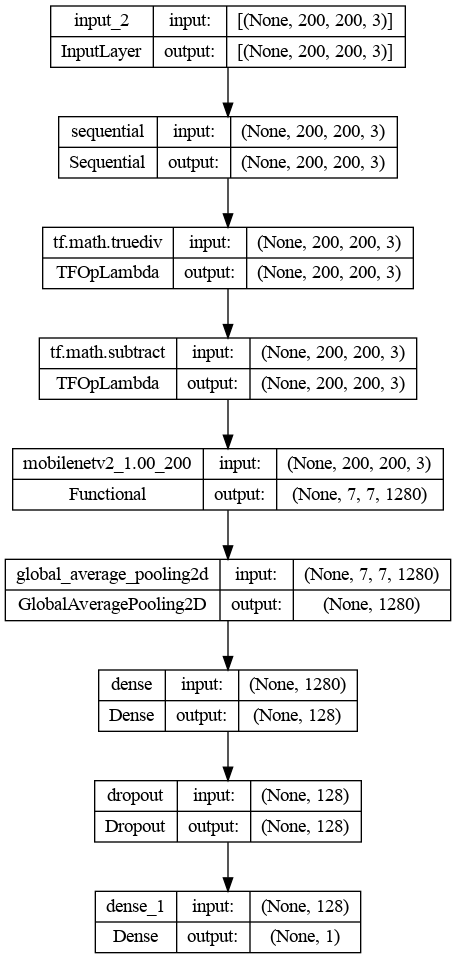 input_2 input: [(None, 200, 200, 3)]
InputLayer output: [(None, 200, 200, 3)]
sequential input: (None, 200, 200, 3)
Sequential output: (None, 200, 200, 3)
tf.math.truediv input: (None, 200, 200, 3)
TFOpLambda output: (None, 200, 200, 3)
tf.math.subtract input: (None, 200, 200, 3)
TFOpLambda output: (None, 200, 200, 3)
mobilenetv2_1.00_200 input: (None, 200, 200, 3)
Functional output: (None, 7, 7, 1280)
global_average_pooling2d input: (None, 7, 7, 1280)
GlobalAveragePooling2D output: (None, 1280)
dense input: (None, 1280)
Dense output: (None, 128)
dropout input: (None, 128)
Dropout output: (None, 128)
dense_1 input: (None, 128)
Dense output: (None, 1)